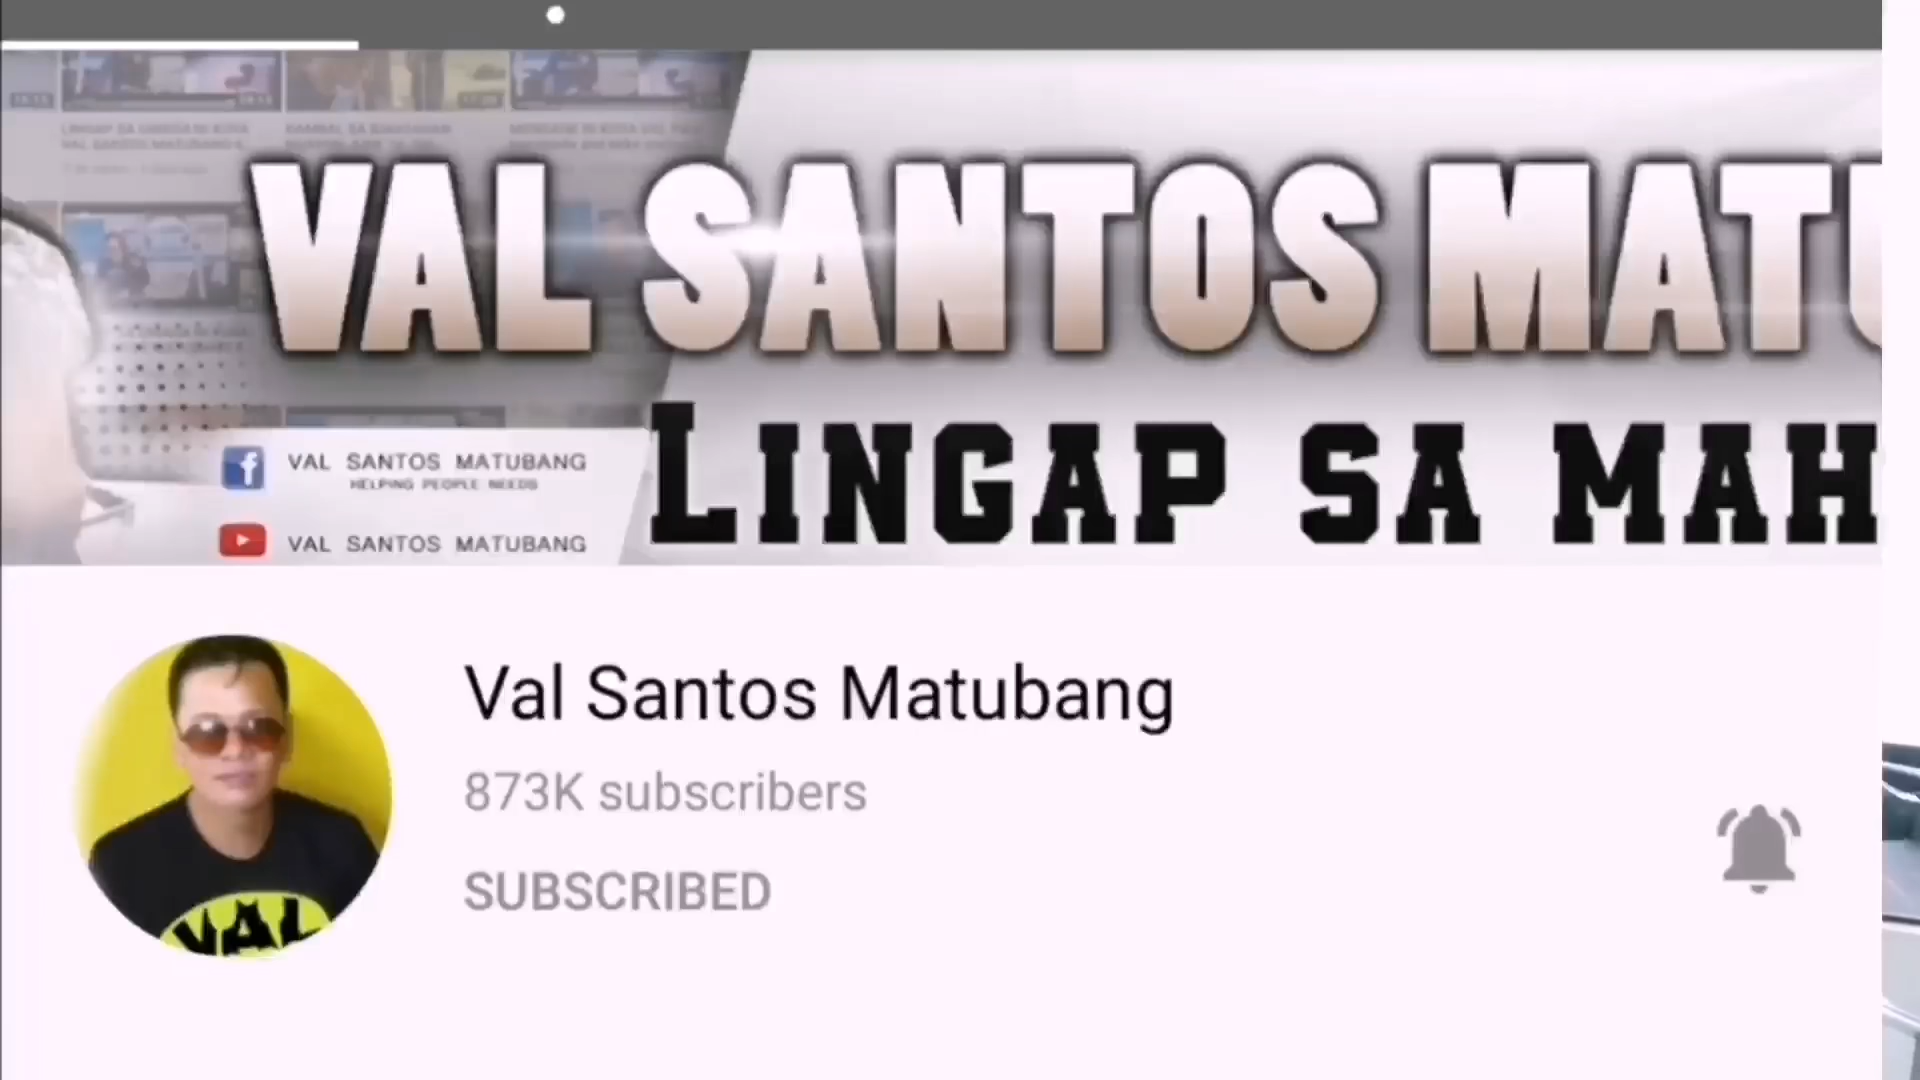 VAL SANTOS MATU
LINGAP SA MAH
VAL SANTOS MATUBANG
HELPING PEOPLE NEEDS
VAL SANTOS MATUBANG
Val Santos Matubang
873K subscribers
SUBSCRIBED
VAL